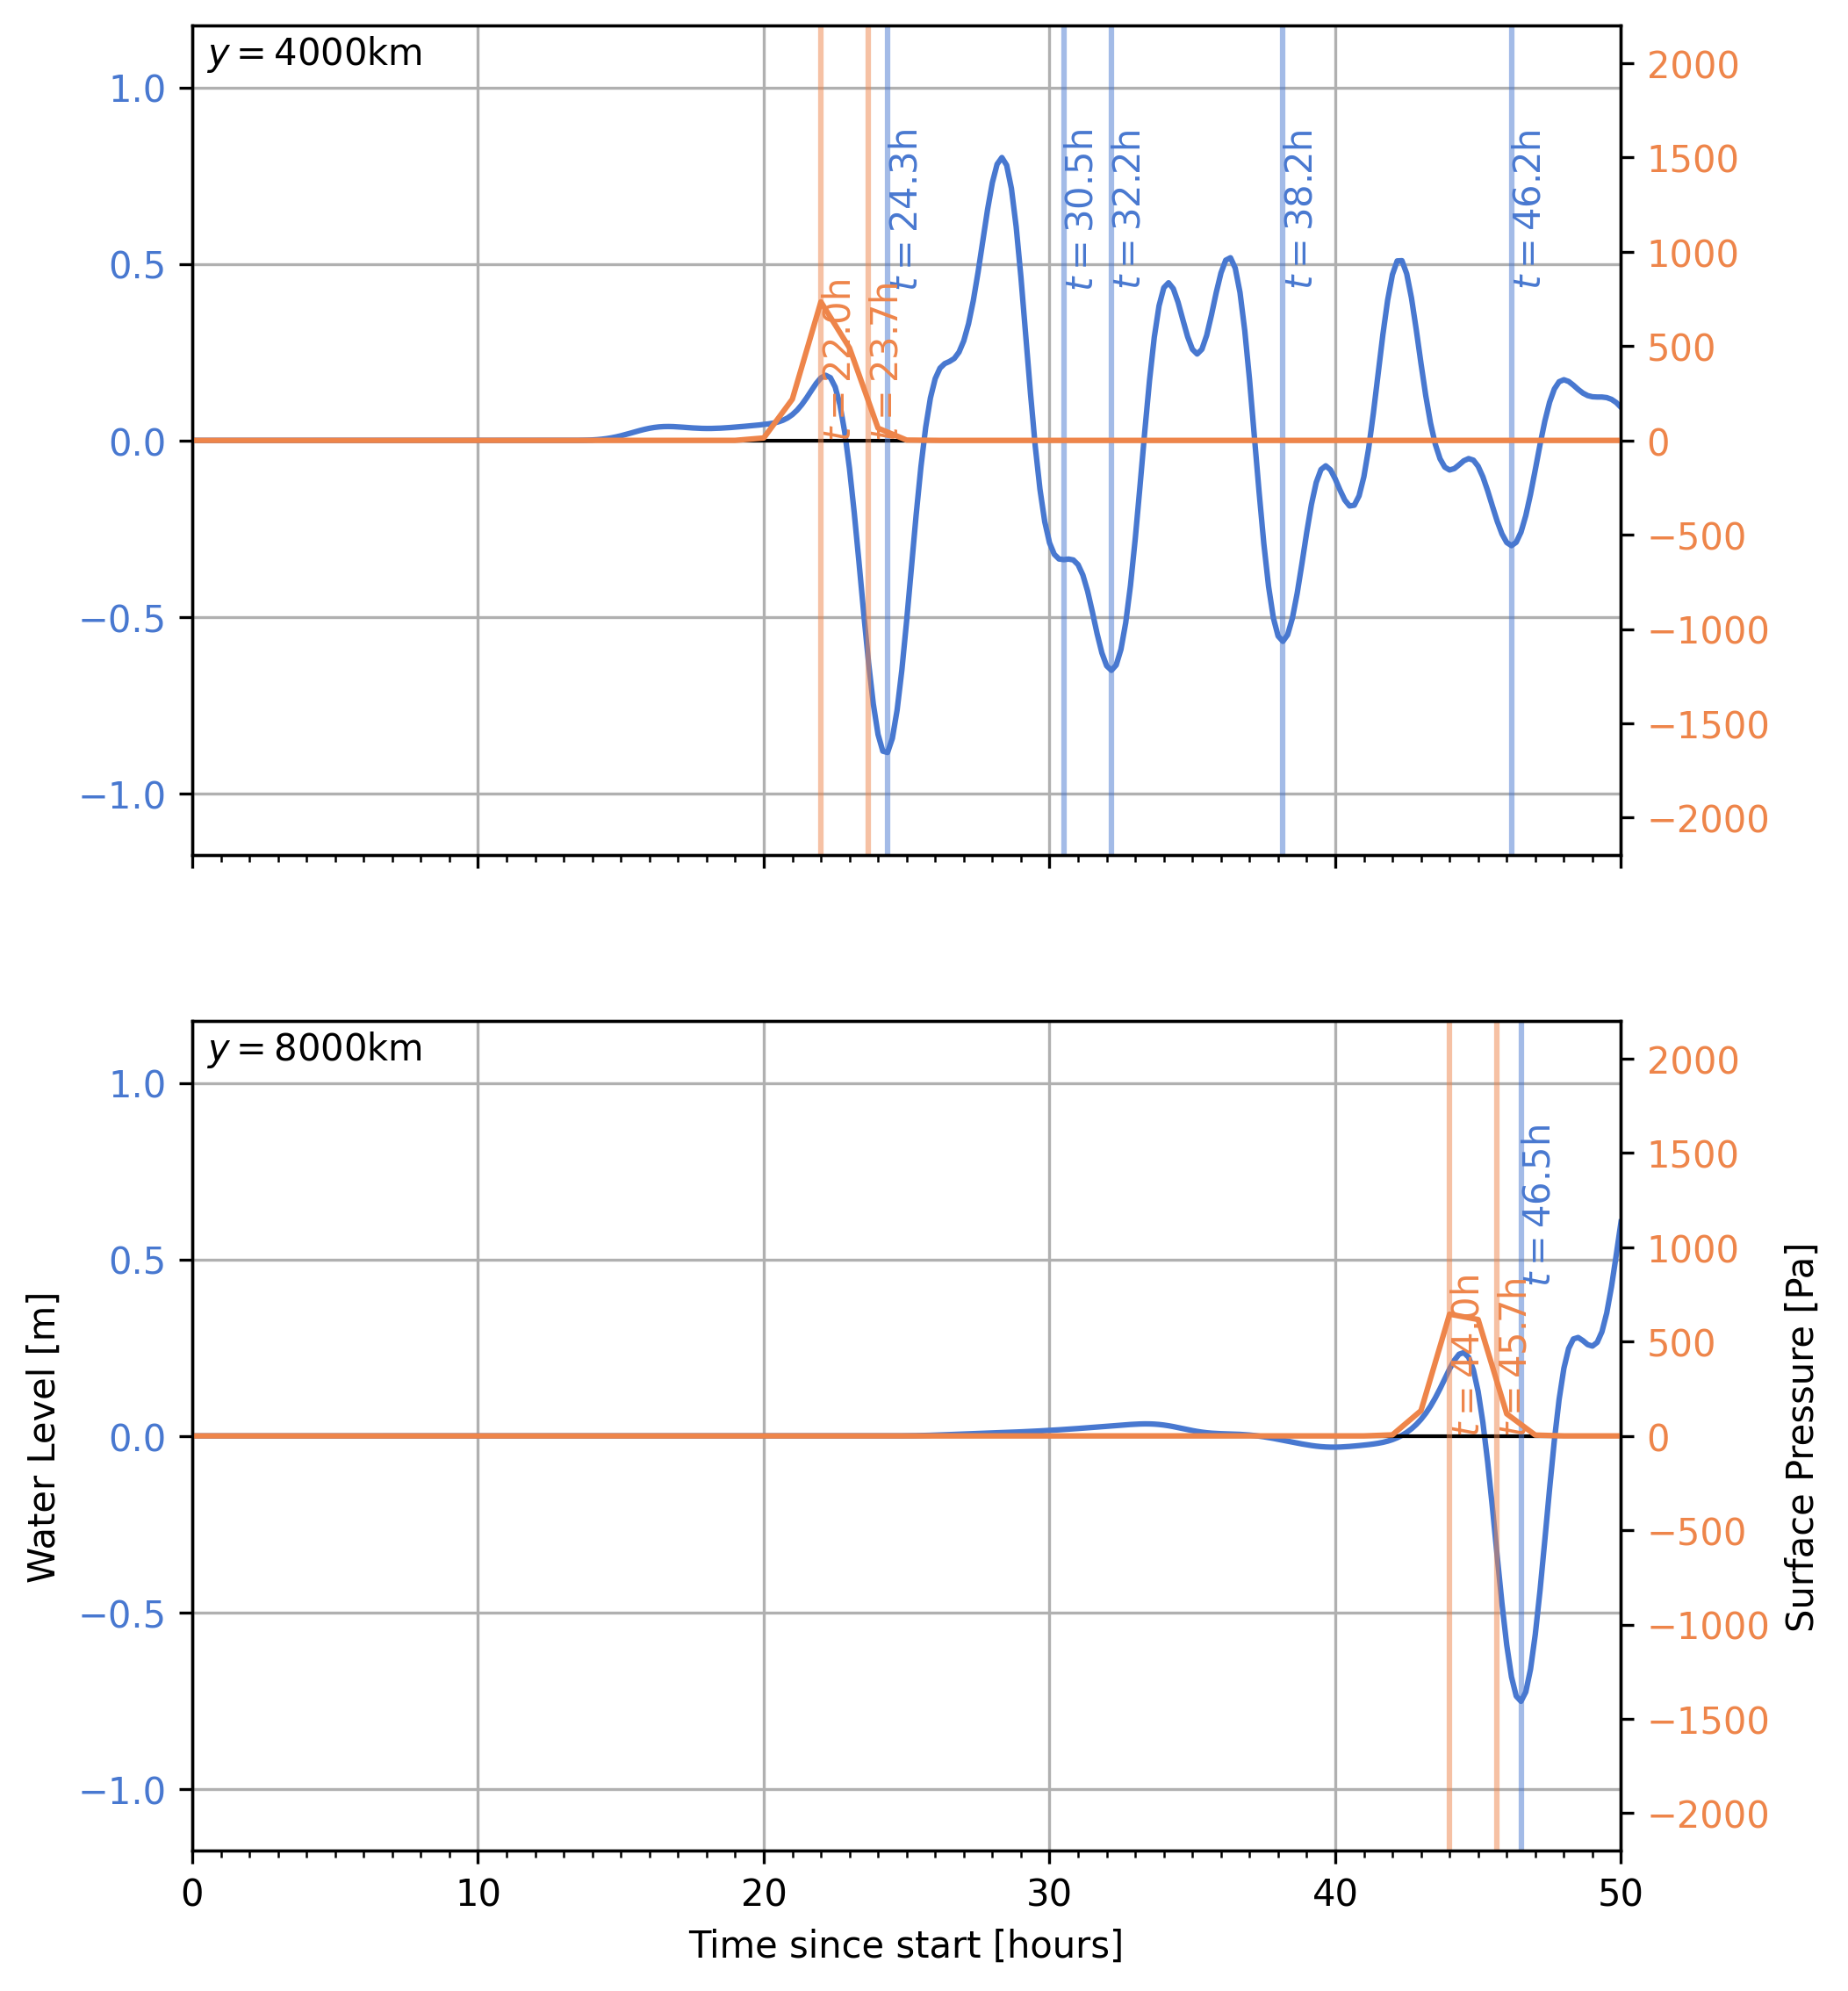 y = 4000km
1.0
0.5
0.0
−0.5
−1.0
2000
1500
1000
500
0
−500
−1000
−1500
−2000
t = 22.0h
t = 23.7h
t = 24.3h
t = 30.5h
t = 32.2h
t = 38.2h
t = 46.2h
y = 8000km
1.0
0.5
0.0
−0.5
−1.0
2000
1500
1000
500
0
−500
−1000
−1500
−2000
t = 44.0h
t = 45.7h
t = 46.5h
Water Level [m]
Surface Pressure [Pa]
0 10 20 30 40 50
Time since start [hours]